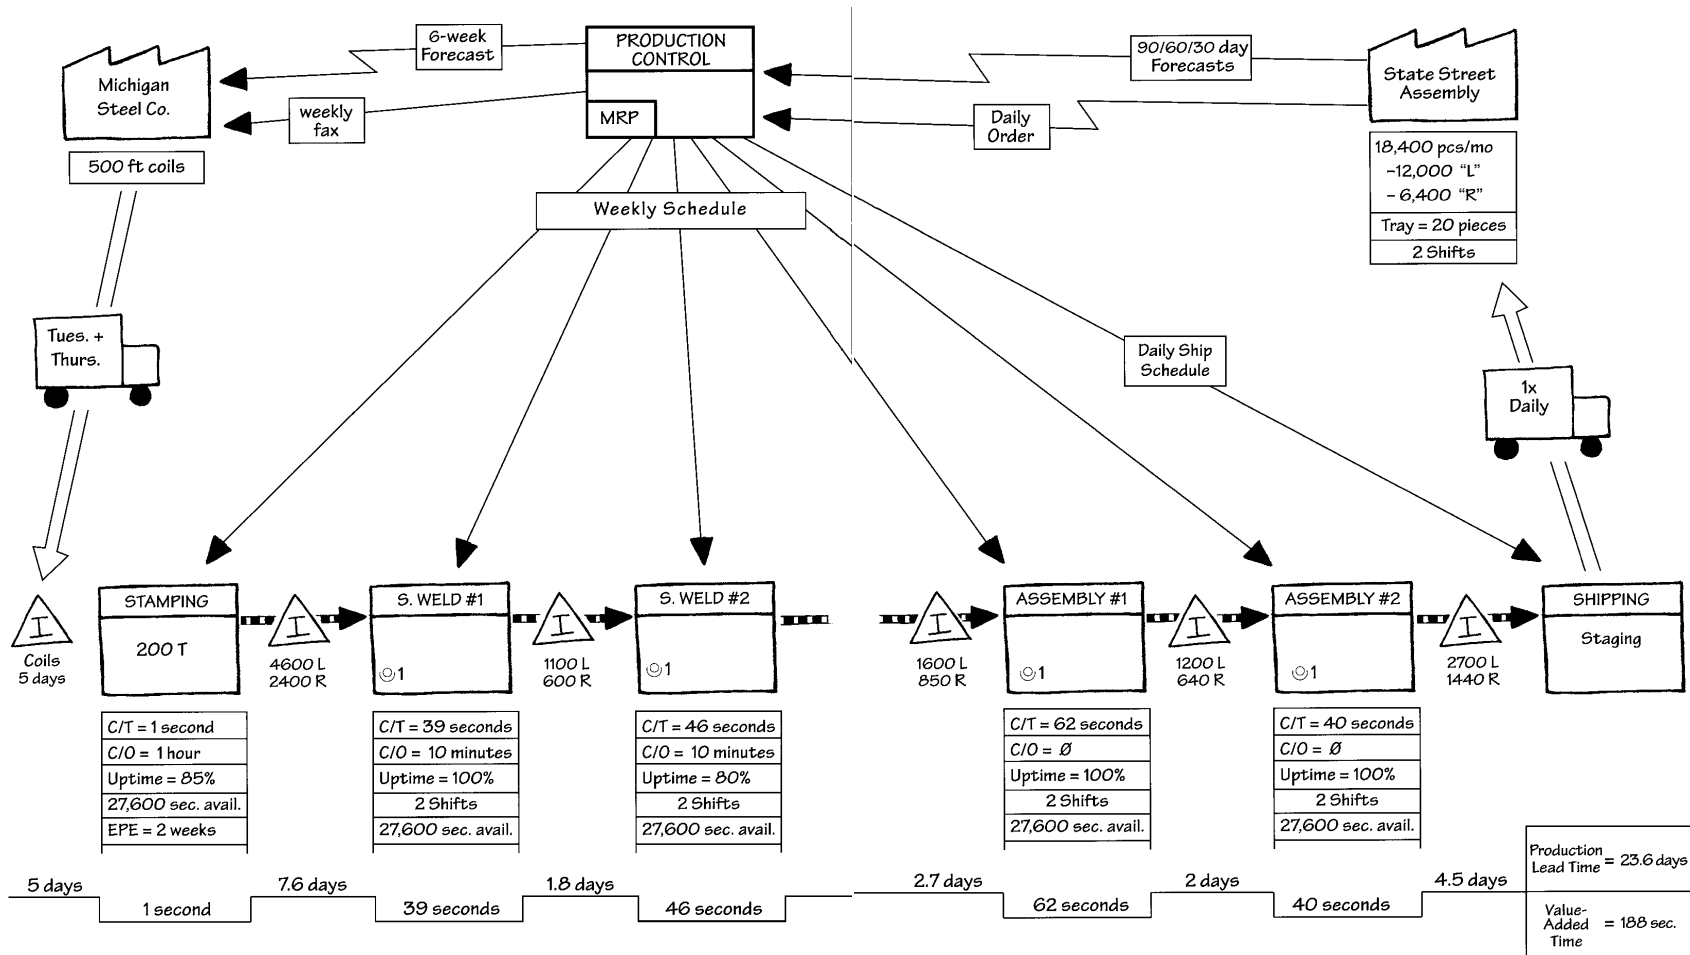 Michigan
Steel Co.
500 ft coils
6-week
Forecast
weekly
fax
PRODUCTION
CONTROL
MRP
90/60/30 day
Forecasts
Daily
Order
State Street
Assembly
18,400 pcs/mo
-12,000 "L"
- 6,400 "R"
Tray = 20 pieces
2 Shifts
Weekly Schedule
Tues. +
Thurs.
Daily Ship
Schedule
1x
Daily
I
Coils
5 days
STAMPING
200 T
I
4600 L
2400 R
S. WELD #1
1
I
1100 L
600 R
S. WELD #2
1
I
1600 L
850 R
ASSEMBLY #1
1
I
1200 L
640 R
ASSEMBLY #2
1
I
2700 L
1440 R
SHIPPING
Staging
C/T = 1 second
C/O = 1 hour
Uptime = 85%
27,600 sec. avail.
EPE = 2 weeks
C/T = 39 seconds
C/O = 10 minutes
Uptime = 100%
2 Shifts
27,600 sec. avail.
C/T = 46 seconds
C/O = 10 minutes
Uptime = 80%
2 Shifts
27,600 sec. avail.
C/T = 62 seconds
C/O = Ø
Uptime = 100%
2 Shifts
27,600 sec. avail.
C/T = 40 seconds
C/O = Ø
Uptime = 100%
2 Shifts
27,600 sec. avail.
5 days
1 second
7.6 days
39 seconds
1.8 days
46 seconds
2.7 days
62 seconds
2 days
40 seconds
4.5 days
Production
Lead Time = 23.6 days
Value-
Added = 188 sec.
Time